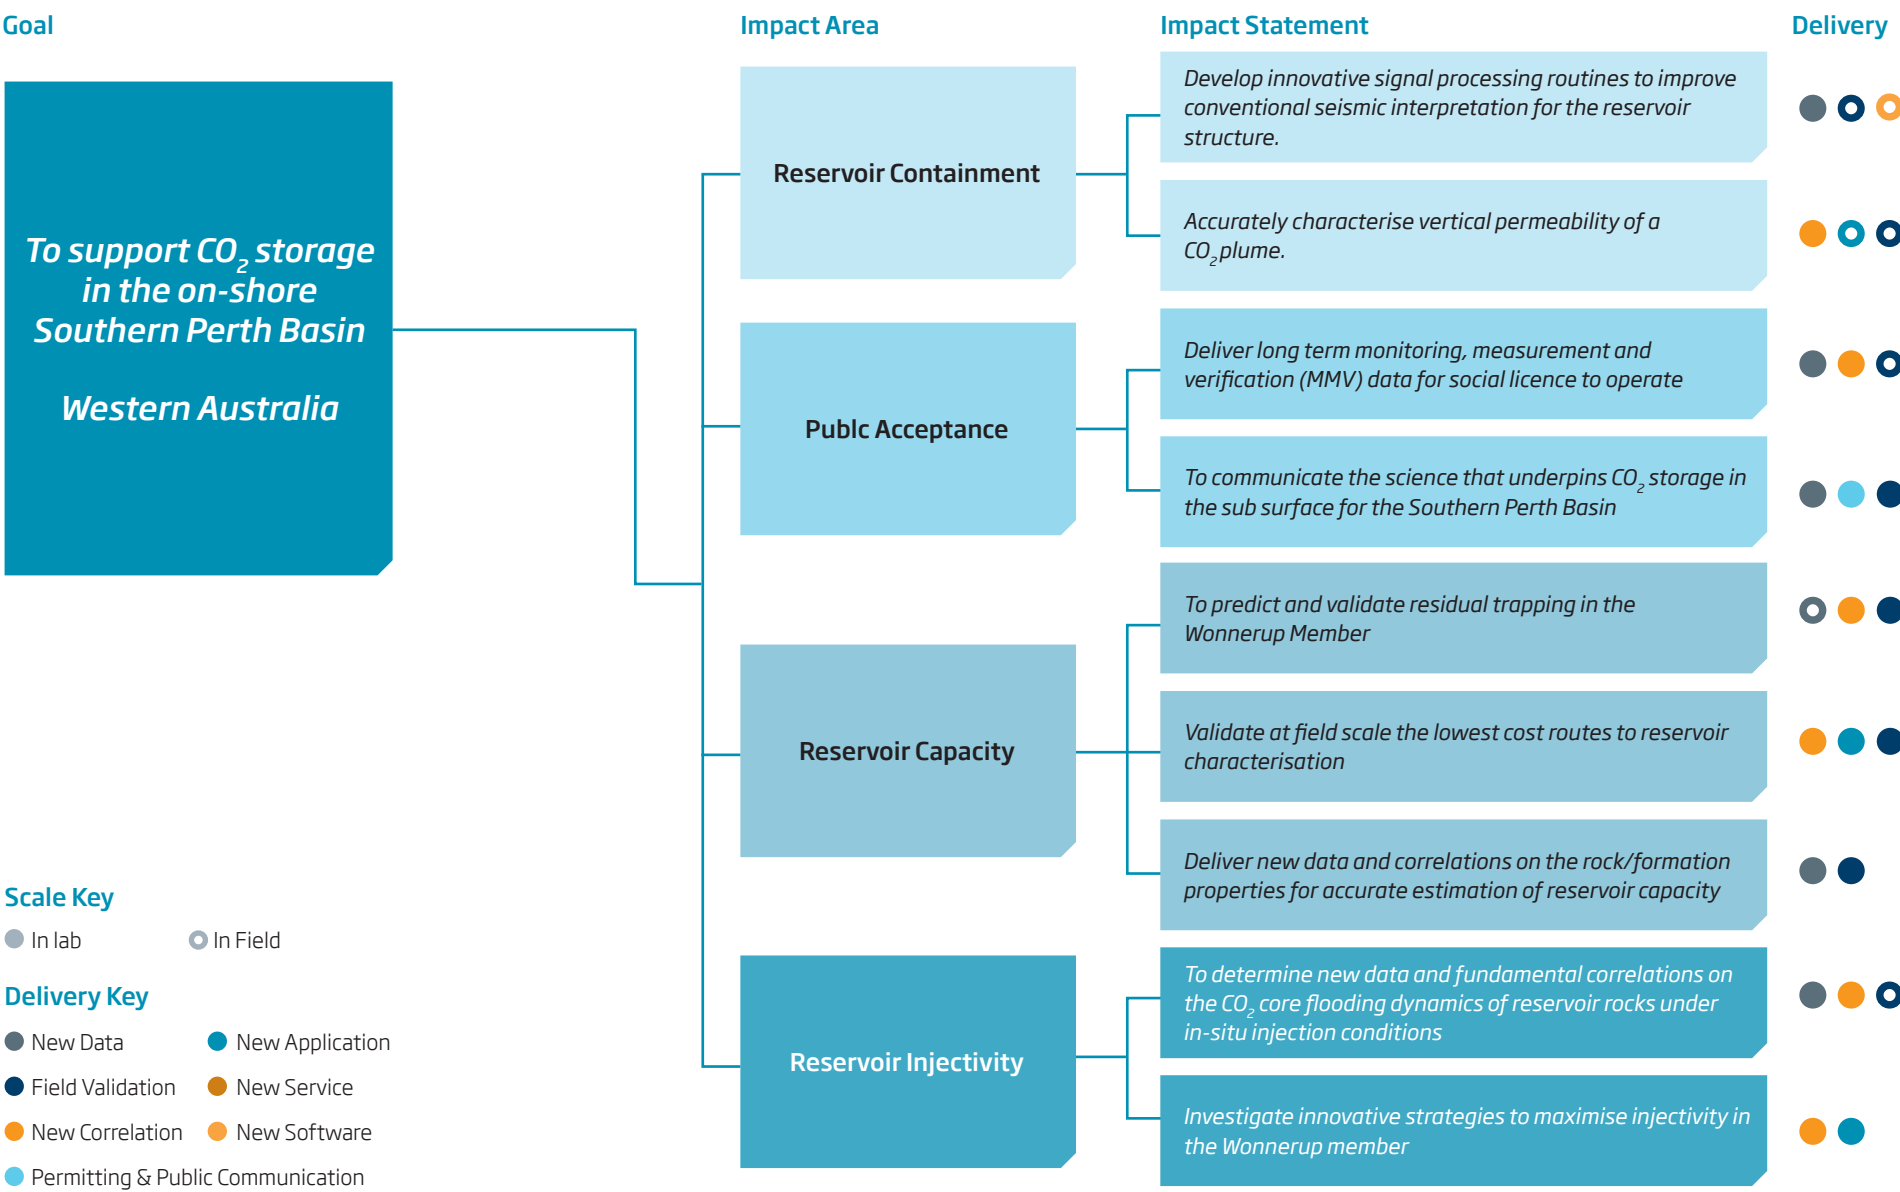 Goal
To support CO₂ storage
in the on-shore
Southern Perth Basin
Western Australia
Impact Area
Impact Statement
Delivery
Reservoir Containment
Develop innovative signal processing routines to improve
conventional seismic interpretation for the reservoir
structure.
Accurately characterise vertical permeability of a
CO₂ plume.
Publc Acceptance
Deliver long term monitoring, measurement and
verification (MMV) data for social licence to operate
To communicate the science that underpins CO₂ storage in
the sub surface for the Southern Perth Basin
Reservoir Capacity
To predict and validate residual trapping in the
Wonnerup Member
Validate at field scale the lowest cost routes to reservoir
characterisation
Deliver new data and correlations on the rock/formation
properties for accurate estimation of reservoir capacity
Reservoir Injectivity
To determine new data and fundamental correlations on
the CO₂ core flooding dynamics of reservoir rocks under
in-situ injection conditions
Investigate innovative strategies to maximise injectivity in
the Wonnerup member
Scale Key
In lab
In Field
Delivery Key
New Data
New Application
Field Validation
New Service
New Correlation
New Software
Permitting & Public Communication